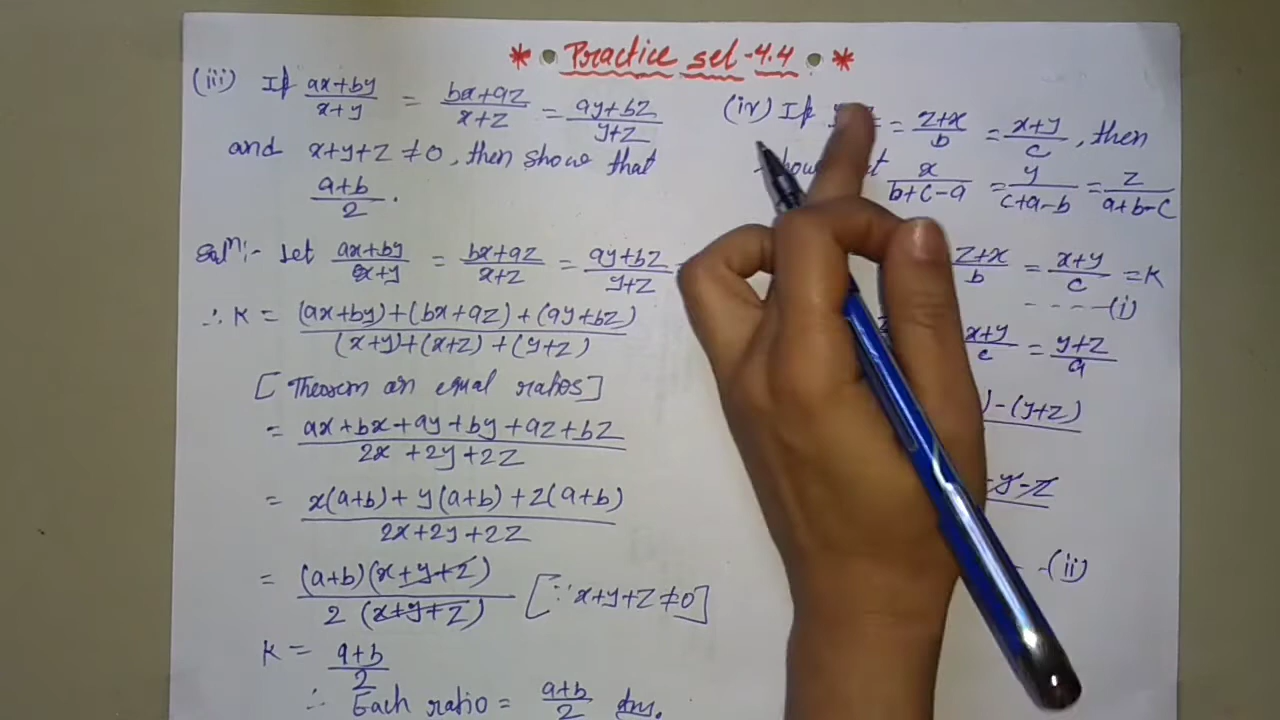 * • Practice set -4.4 • *
(iii) If ax+by/x+y = bx+az/x+z = ay+bz/y+z
and x+y+z ≠0, then show that
a+b/2 .
Solⁿ:- Let ax+by/x+y = bx+az/x+z = ay+bz/y+z
∴ K = (ax+by)+(bx+az)+(ay+bz)/(x+y)+(x+z)+(y+z)
[Theorem on equal ratios]
= ax+bx+ay+by+az+bz/2x+2y+2z
= x(a+b)+y(a+b)+z(a+b)/2x+2y+2z
= (a+b)(x+y+z)/2(x+y+z) [∵ x+y+z≠0]
K = a+b/2
∴ Each ratio = a+b/2
(iv) If = z+x/b = x+y/c , then
x/b+c-a = y/c+a-b = z/a+b-c
z+x/b = x+y/c = K
- - - -(i)
x+y/c = y+z/a
)-(y+z)
-y-z
- -(ii)